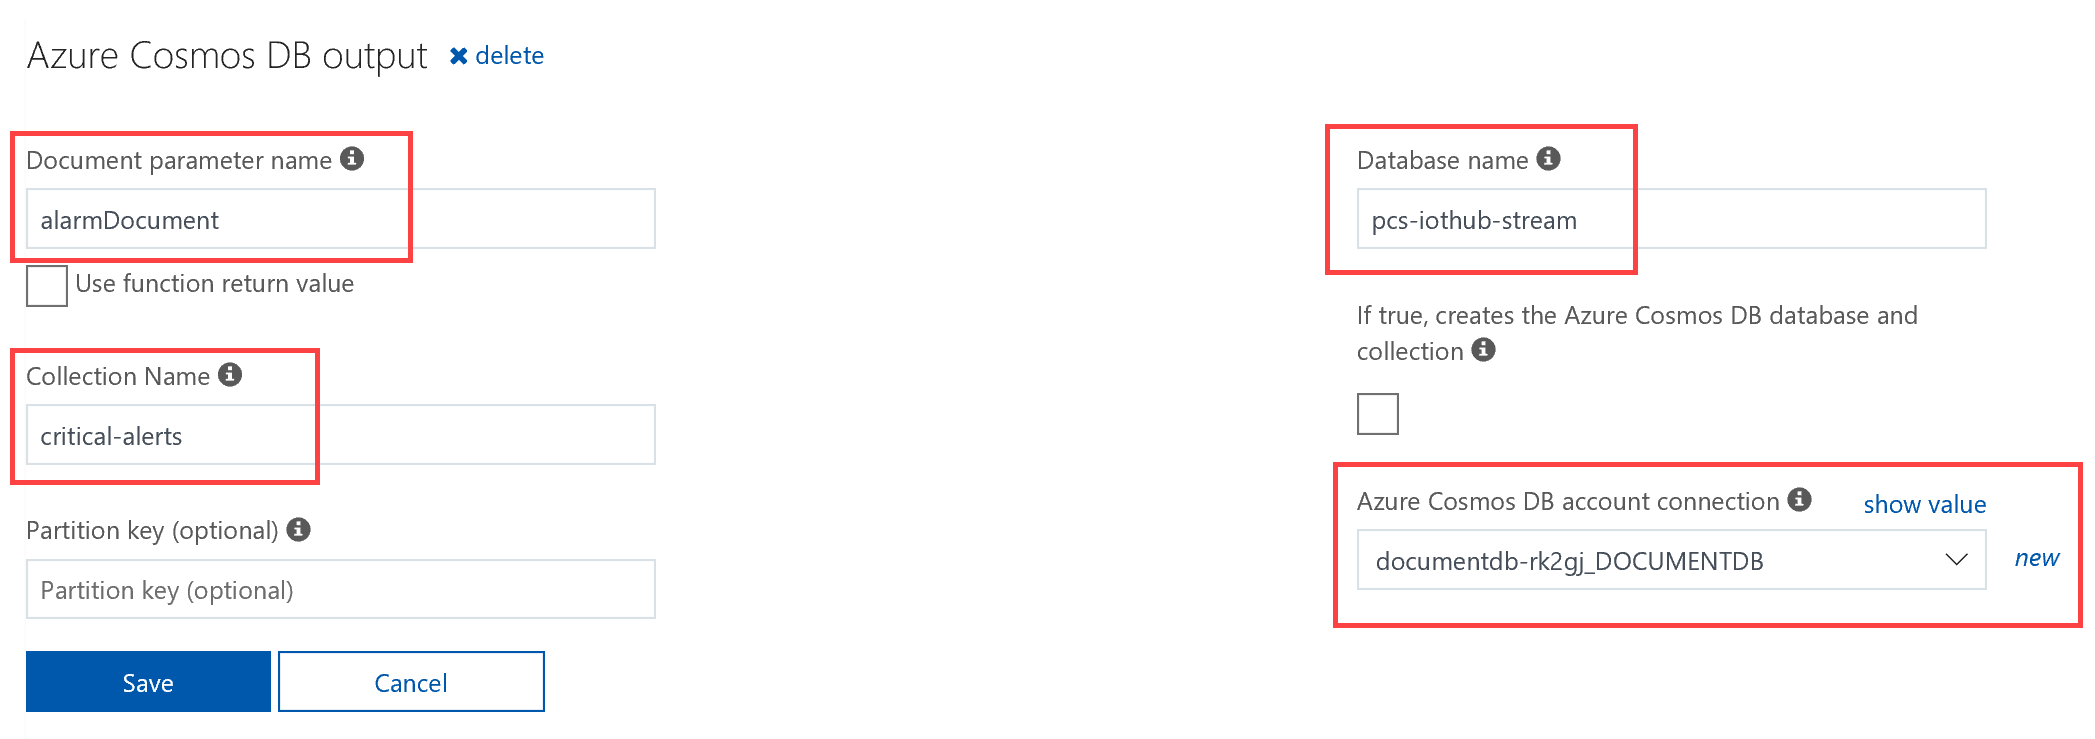 Azure Cosmos DB output ✖ delete
Document parameter name
alarmDocument
Use function return value
Collection Name
critical-alerts
Partition key (optional)
Partition key (optional)
Save
Cancel
Database name
pcs-iothub-stream
If true, creates the Azure Cosmos DB database and
collection
Azure Cosmos DB account connection
show value
documentdb-rk2gj_DOCUMENTDB
new